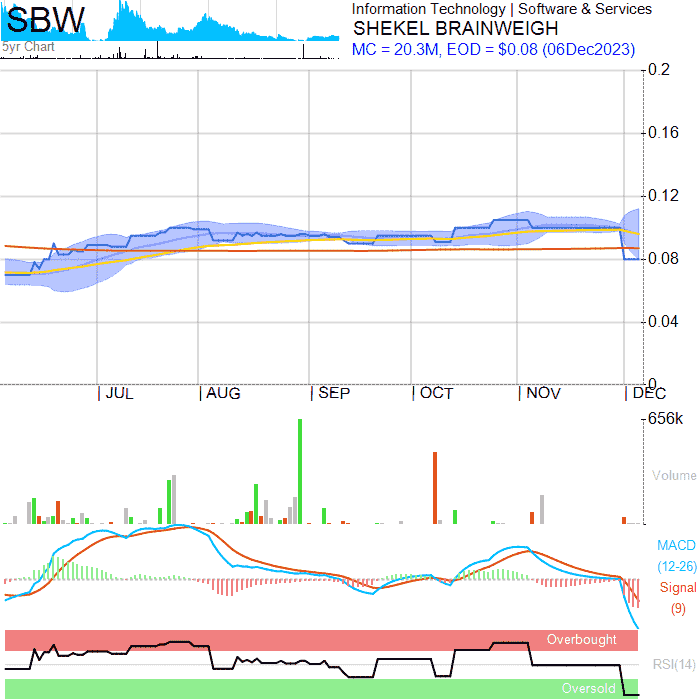 SBW
5yr Chart
Information Technology | Software & Services
SHEKEL BRAINWEIGH
MC = 20.3M, EOD = $0.08 (06Dec2023)
0.2
0.16
0.12
0.08
0.04
0
JUL AUG SEP OCT NOV DEC
656k
Volume
MACD
(12-26)
Signal
(9)
Overbought
RSI(14)
Oversold